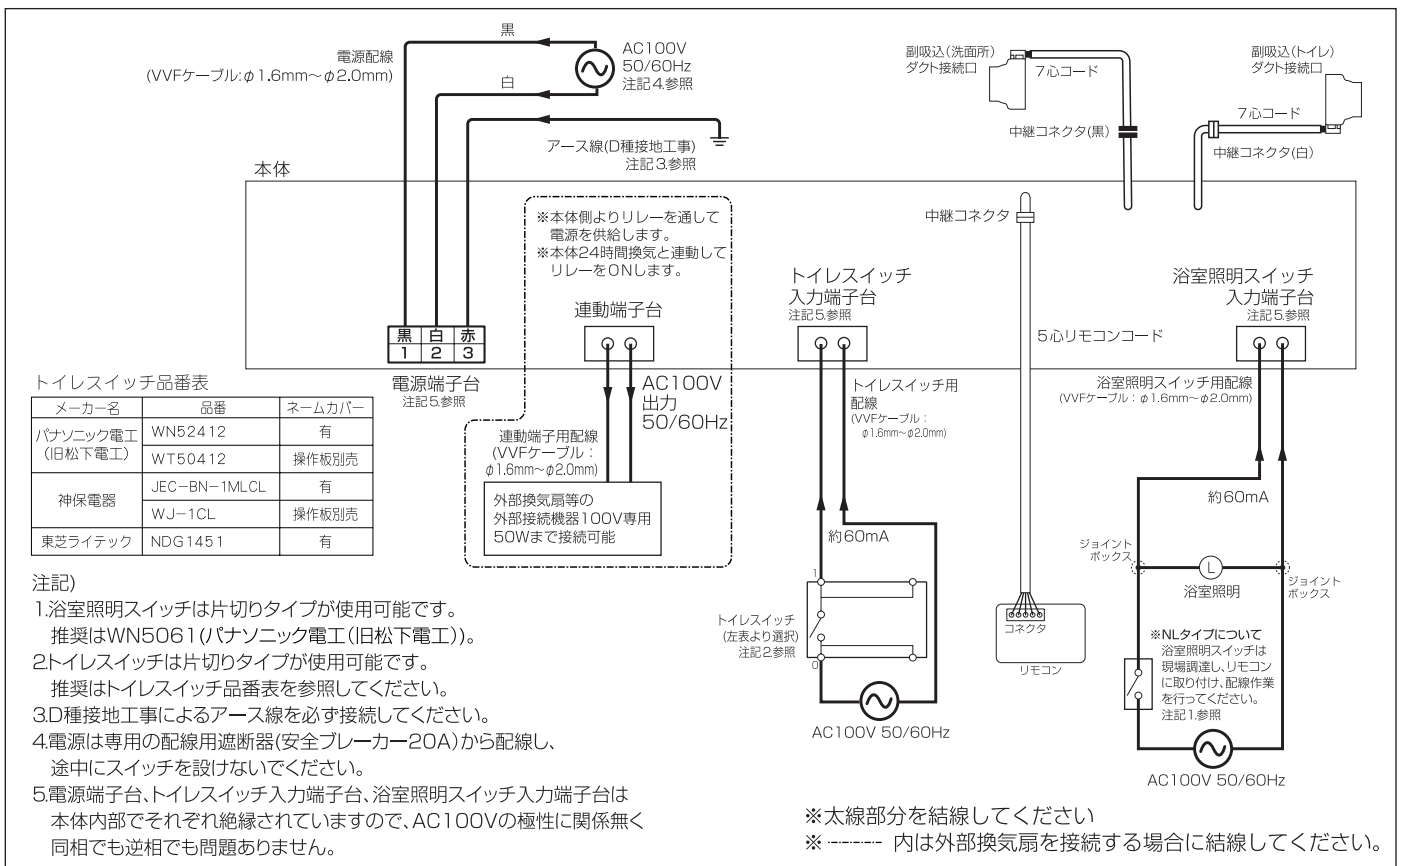 黒
電源配線
(VVFケーブル:φ1.6mm～φ2.0mm)
AC100V
50/60Hz
注記4.参照
白
アース線(D種接地工事)
注記3.参照
副吸込(洗面所)
ダクト接続口
7心コード
中継コネクタ(黒)
副吸込(トイレ)
ダクト接続口
7心コード
中継コネクタ(白)
本体
※本体側よりリレーを通して
電源を供給します。
※本体24時間換気と連動して
リレーをONします。
連動端子台
中継コネクタ
トイレスイッチ
入力端子台
注記5.参照
浴室照明スイッチ
入力端子台
注記5.参照
黒 白 赤
1 2 3
電源端子台
注記5.参照
5心リモコンコード
AC100V
出力
50/60Hz
連動端子用配線
(VVFケーブル：
φ1.6mm～φ2.0mm)
外部換気扇等の
外部接続機器100V専用
50Wまで接続可能
トイレスイッチ用
配線
(VVFケーブル：
φ1.6mm～φ2.0mm)
浴室照明スイッチ用配線
(VVFケーブル：φ1.6mm～φ2.0mm)
トイレスイッチ品番表
メーカー名 品番 ネームカバー
パナソニック電工
(旧松下電工)
WN52412 有
WT50412 操作板別売
神保電器
JEC－BN－1MLCL 有
WJ－1CL 操作板別売
東芝ライテック NDG1451 有
約60mA
1
トイレスイッチ
(左表より選択)
注記2.参照
0
AC100V 50/60Hz
コネクタ
リモコン
約60mA
ジョイント
ボックス
L
浴室照明
ジョイント
ボックス
※NLタイプについて
浴室照明スイッチは
現場調達し、リモコン
に取り付け、配線作業
を行ってください。
注記1.参照
AC100V 50/60Hz
注記)
1.浴室照明スイッチは片切りタイプが使用可能です。
推奨はWN5061(パナソニック電工(旧松下電工))。
2.トイレスイッチは片切りタイプが使用可能です。
推奨はトイレスイッチ品番表を参照してください。
3.D種接地工事によるアース線を必ず接続してください。
4.電源は専用の配線用遮断器(安全ブレーカー20A)から配線し、
途中にスイッチを設けないでください。
5.電源端子台、トイレスイッチ入力端子台、浴室照明スイッチ入力端子台は
本体内部でそれぞれ絶縁されていますので、AC100Vの極性に関係無く
同相でも逆相でも問題ありません。
※太線部分を結線してください
※ 内は外部換気扇を接続する場合に結線してください。